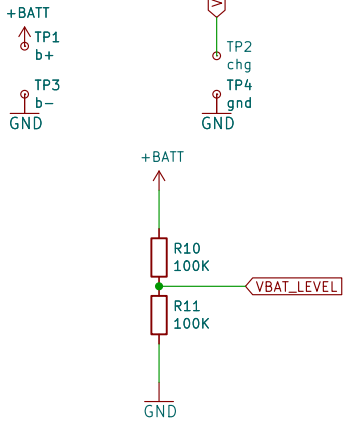 +BATT
TP1
b+
TP3
b-
GND
TP2
chg
TP4
gnd
GND
+BATT
R10
100K
VBAT_LEVEL
R11
100K
GND